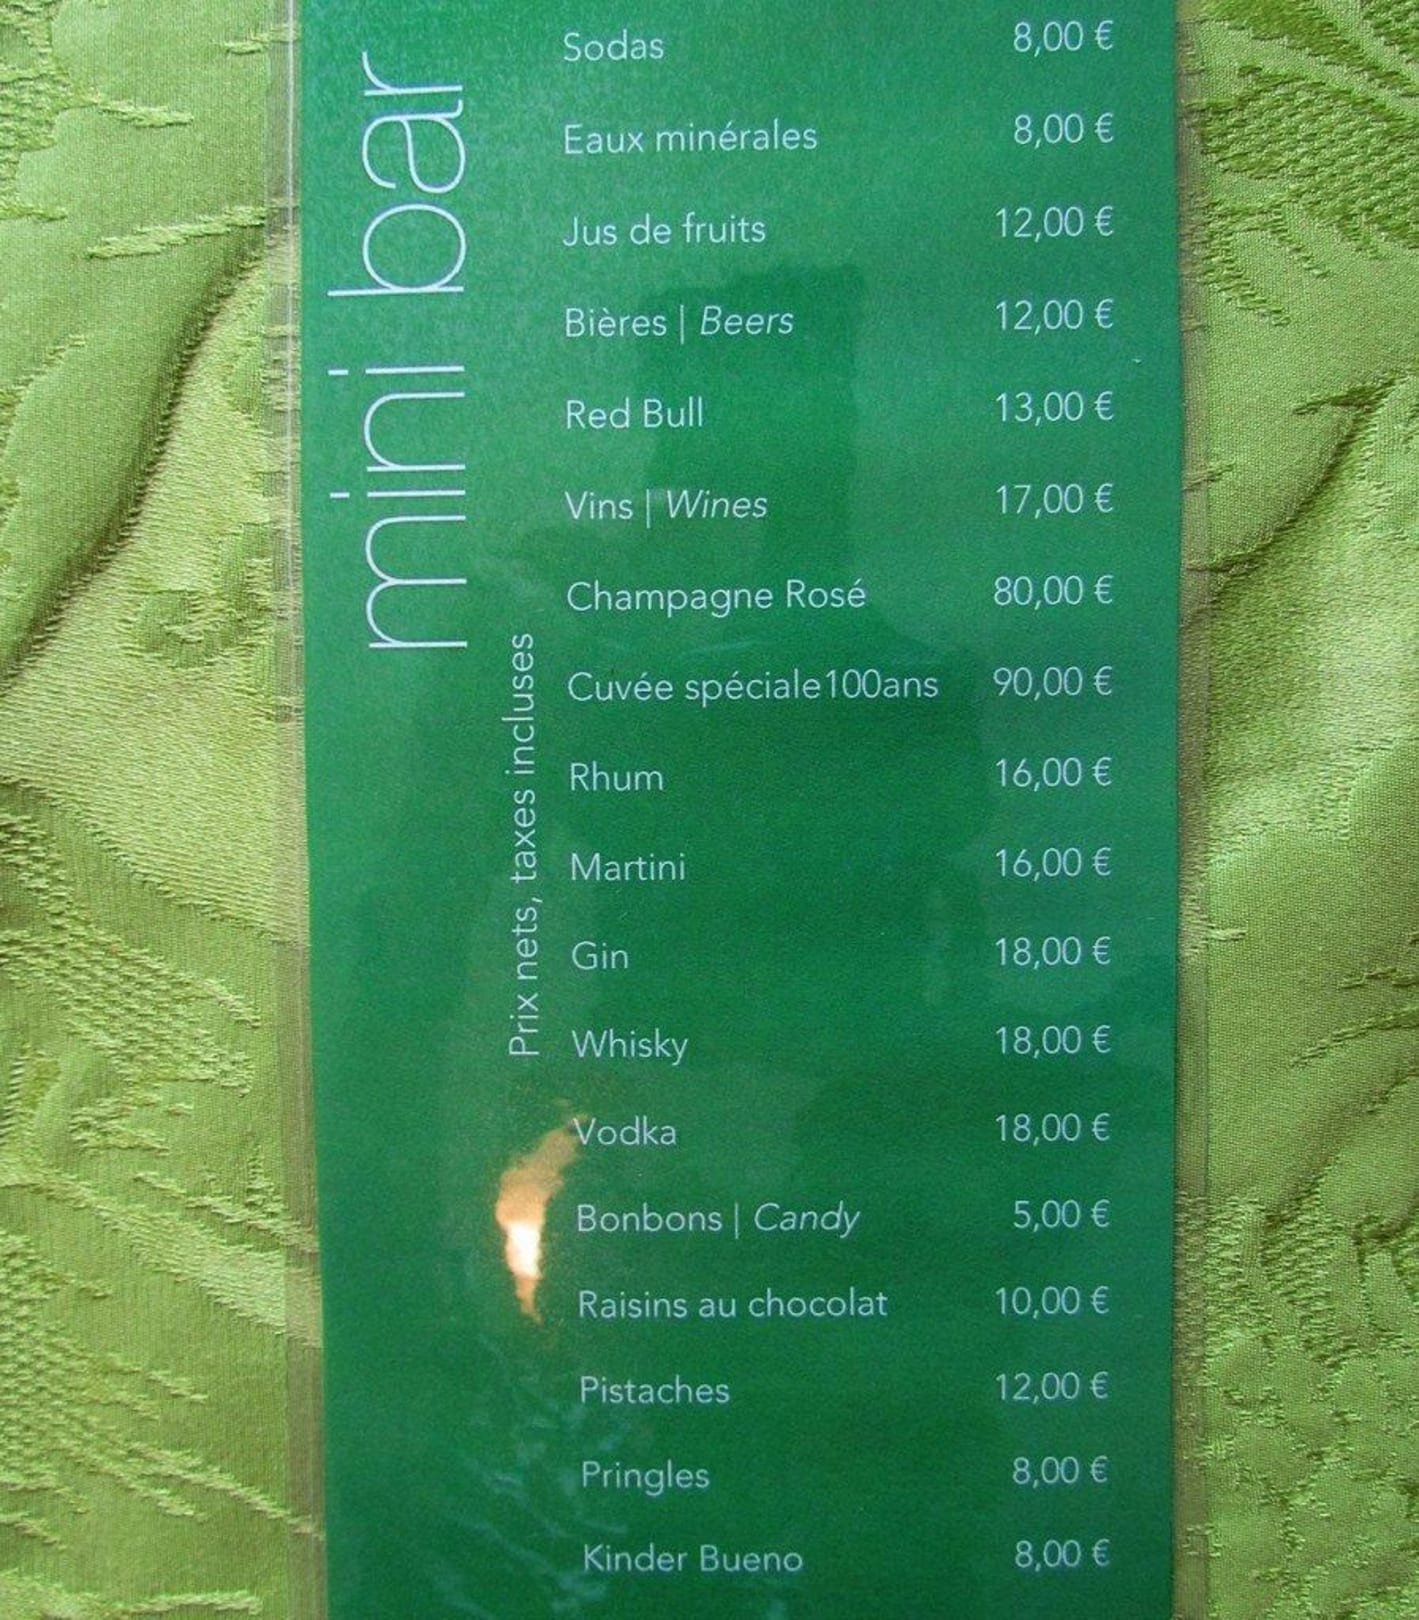 mini bar
Prix nets, taxes incluses
Sodas 8,00 €
Eaux minérales 8,00 €
Jus de fruits 12,00 €
Bières | Beers 12,00 €
Red Bull 13,00 €
Vins | Wines 17,00 €
Champagne Rosé 80,00 €
Cuvée spéciale100ans 90,00 €
Rhum 16,00 €
Martini 16,00 €
Gin 18,00 €
Whisky 18,00 €
Vodka 18,00 €
Bonbons | Candy 5,00 €
Raisins au chocolat 10,00 €
Pistaches 12,00 €
Pringles 8,00 €
Kinder Bueno 8,00 €